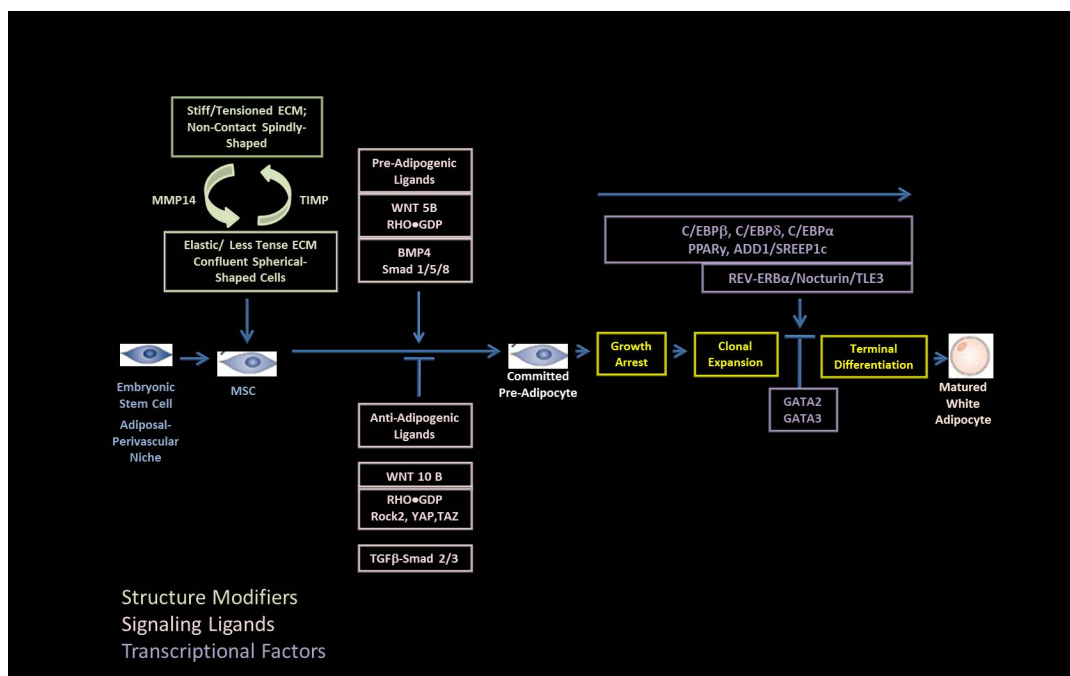 Stiff/Tensioned ECM;
Non-Contact Spindly-
Shaped
MMP14
TIMP
Elastic/ Less Tense ECM
Confluent Spherical-
Shaped Cells
Pre-Adipogenic
Ligands
WNT 5B
RHO●GDP
BMP4
Smad 1/5/8
C/EBPβ, C/EBPδ, C/EBPα
PPARγ, ADD1/SREEP1c
REV-ERBα/Nocturin/TLE3
Embryonic
Stem Cell
Adiposal-
Perivascular
Niche
MSC
Committed
Pre-Adipocyte
Growth
Arrest
Clonal
Expansion
Terminal
Differentiation
Matured
White
Adipocyte
GATA2
GATA3
Anti-Adipogenic
Ligands
WNT 10 B
RHO●GDP
Rock2, YAP,TAZ
TGFβ-Smad 2/3
Structure Modifiers
Signaling Ligands
Transcriptional Factors